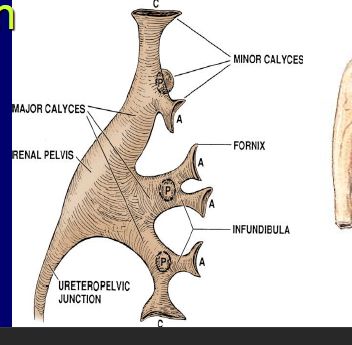 n
C
MINOR CALYCES
P
A
MAJOR CALYCES
FORNIX
RENAL PELVIS
A
P
A
INFUNDIBULA
P
A
URETEROPELVIC
JUNCTION
C